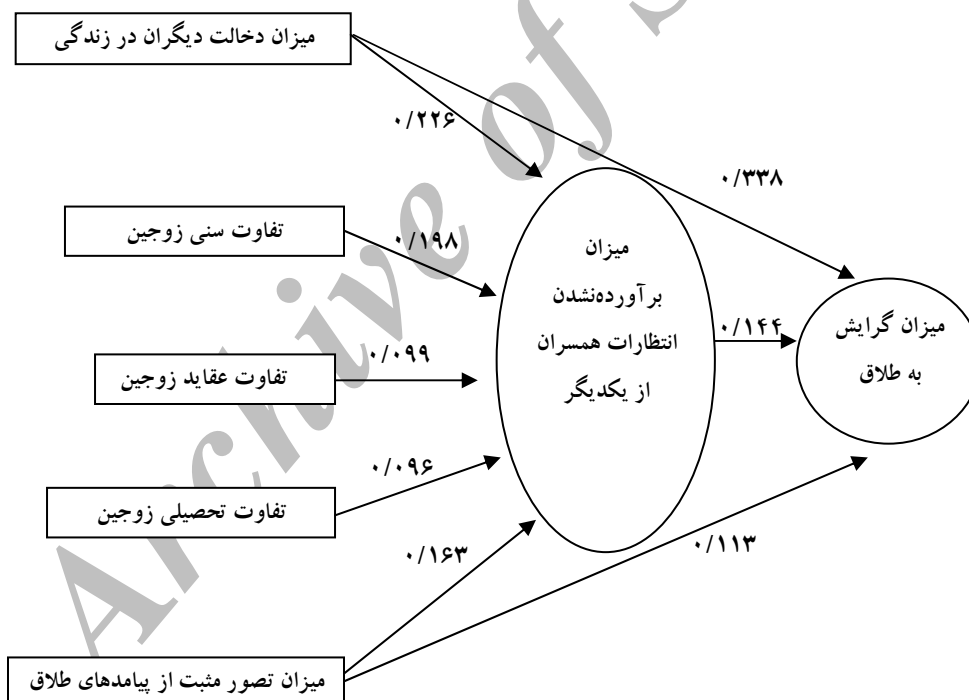 میزان دخالت دیگران در زندگی
۰/۲۲۶
۰/۳۳۸
تفاوت سنی زوجین
۰/۱۹۸
میزان
برآورده‌نشدن
انتظارات همسران
از یکدیگر
۰/۱۴۴
میزان گرایش
به طلاق
تفاوت عقاید زوجین
۰/۰۹۹
تفاوت تحصیلی زوجین
۰/۰۹۶
۰/۱۶۳
۰/۱۱۳
میزان تصور مثبت از پیامدهای طلاق
Archive of S